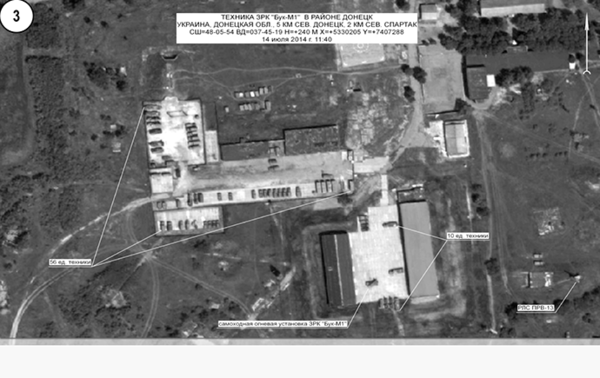 3
ТЕХНИКА ЗРК "Бук-М1" В РАЙОНЕ ДОНЕЦК
УКРАИНА, ДОНЕЦКАЯ ОБЛ., 5 КМ СЕВ. ДОНЕЦК, 2 КМ СЕВ. СПАРТАК
СШ=48-05-54 ВД=037-45-19 Н=+240 М Х=+5330205 Y=+7407288
14 июля 2014 г. 11:40
10 ед. техники
56 ед. техники
РЛС ПРВ-13
самоходная огневая установка ЗРК "Бук-М1"